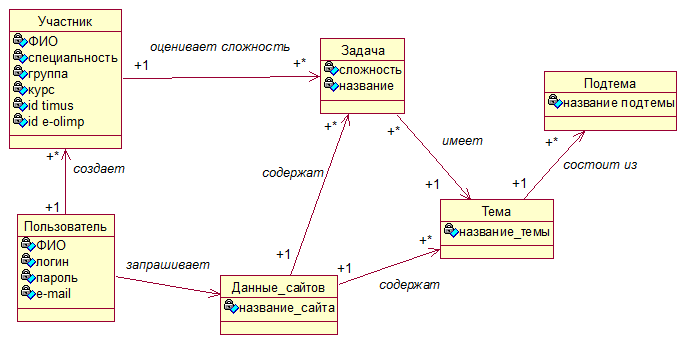 Участник
ФИО
специальность
группа
курс
id timus
id e-olimp
оценивает сложность
+1
+*
Задача
сложность
название
Подтема
название подтемы
+*
создает
+1
содержат
+*
+*
имеет
+1
+*
состоит из
+1
Тема
название_темы
Пользователь
ФИО
логин
пароль
e-mail
запрашивает
+1
Данные_сайтов
название_сайта
+1
+*
содержат